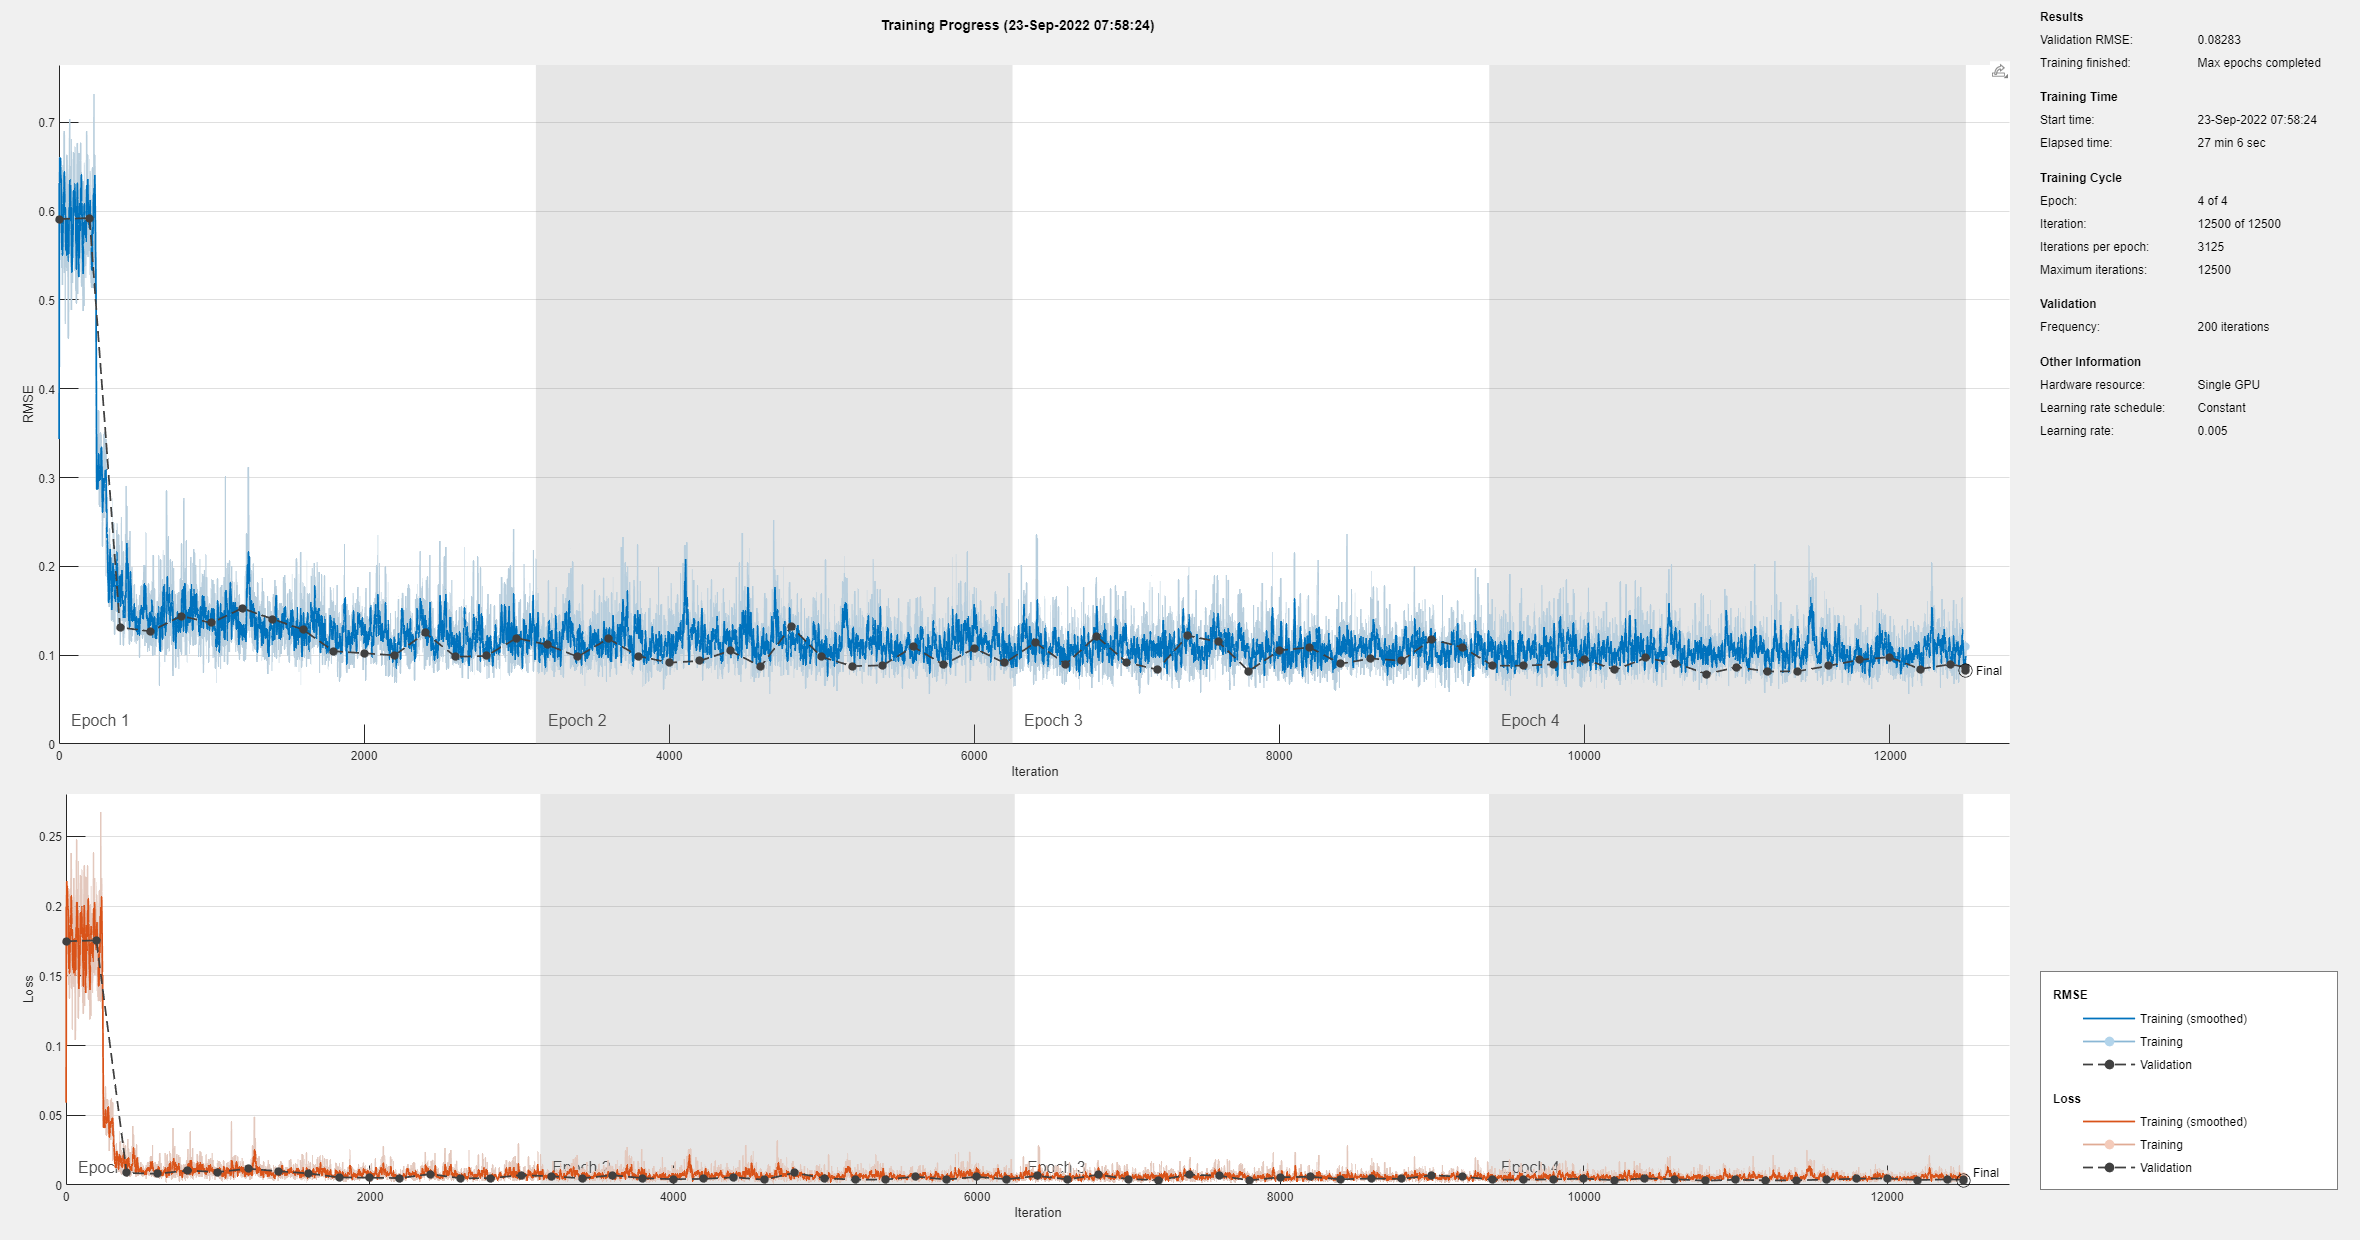 Training Progress (23-Sep-2022 07:58:24)
0.7
0.6
0.5
0.4
0.3
0.2
0.1
0
RMSE
Epoch 1
Epoch 2
Epoch 3
Epoch 4
Final
0
2000
4000
6000
8000
10000
12000
Iteration
0.25
0.2
0.15
0.1
0.05
0
Loss
Epoch 2
Epoch 3
Epoch 4
Final
0
2000
4000
6000
8000
10000
12000
Iteration
Results
Validation RMSE: 0.08283
Training finished: Max epochs completed
Training Time
Start time: 23-Sep-2022 07:58:24
Elapsed time: 27 min 6 sec
Training Cycle
Epoch: 4 of 4
Iteration: 12500 of 12500
Iterations per epoch: 3125
Maximum iterations: 12500
Validation
Frequency: 200 iterations
Other Information
Hardware resource: Single GPU
Learning rate schedule: Constant
Learning rate: 0.005
RMSE
Training (smoothed)
Training
Validation
Loss
Training (smoothed)
Training
Validation